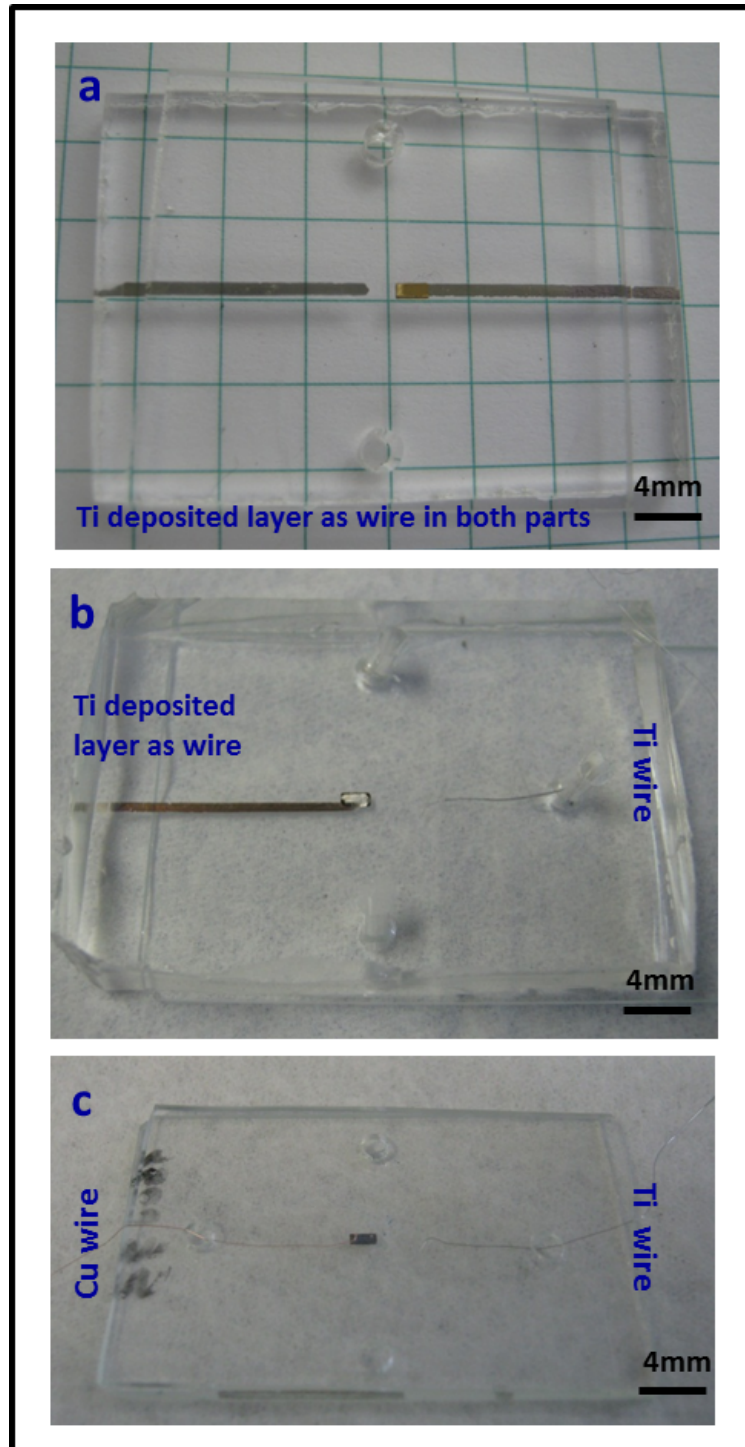 a
Ti deposited layer as wire in both parts
4mm
b
Ti deposited
layer as wire
Ti wire
4mm
c
Cu wire
Ti wire
4mm